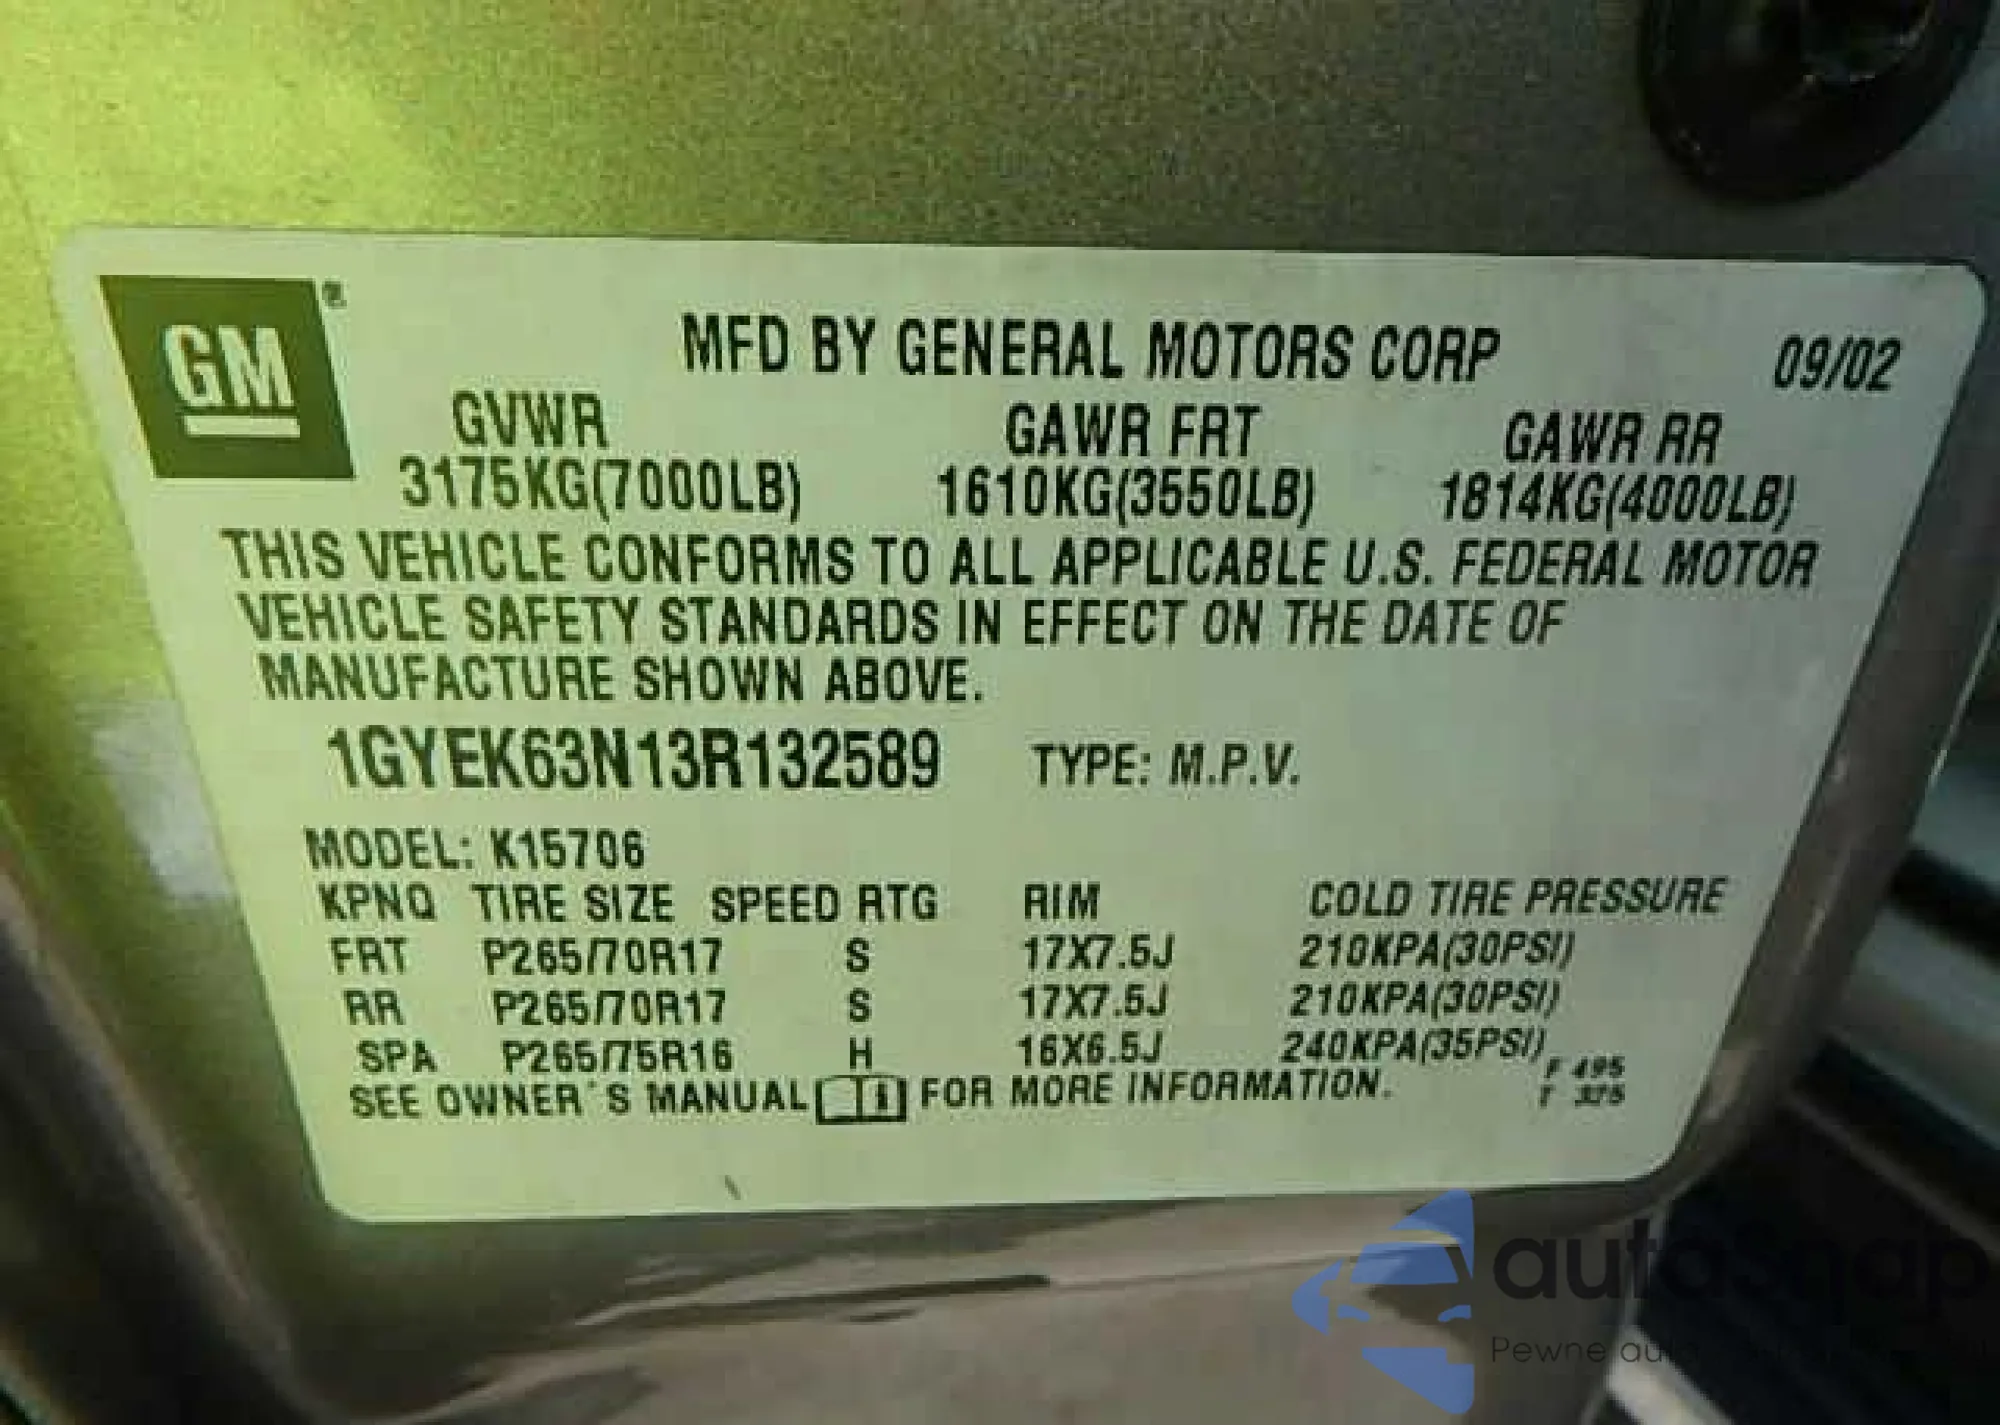 GM ®
MFD BY GENERAL MOTORS CORP 09/02
GVWR GAWR FRT GAWR RR
3175KG(7000LB) 1610KG(3550LB) 1814KG(4000LB)
THIS VEHICLE CONFORMS TO ALL APPLICABLE U.S. FEDERAL MOTOR
VEHICLE SAFETY STANDARDS IN EFFECT ON THE DATE OF
MANUFACTURE SHOWN ABOVE.
1GYEK63N13R132589 TYPE: M.P.V.
MODEL: K15706
KPNQ TIRE SIZE SPEED RTG RIM COLD TIRE PRESSURE
FRT P265/70R17 S 17X7.5J 210KPA(30PSI)
RR P265/70R17 S 17X7.5J 210KPA(30PSI)
SPA P265/75R16 H 16X6.5J 240KPA(35PSI)
F 495
SEE OWNER'S MANUAL FOR MORE INFORMATION.
T 325
autosnap
Pewne